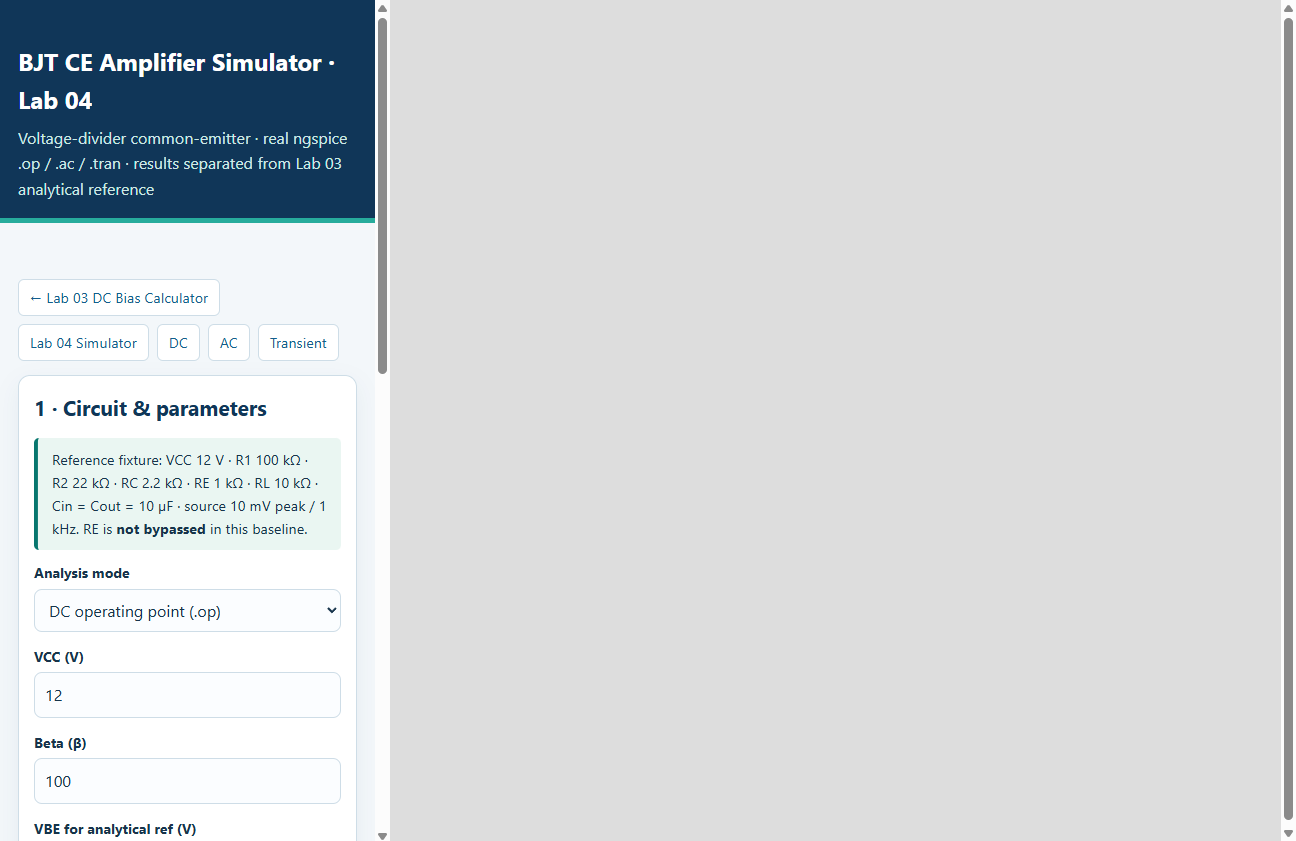 BJT CE Amplifier Simulator ·
Lab 04
Voltage-divider common-emitter · real ngspice
.op / .ac / .tran · results separated from Lab 03
analytical reference
← Lab 03 DC Bias Calculator
Lab 04 Simulator DC AC Transient
1 · Circuit & parameters
Reference fixture: VCC 12 V · R1 100 kΩ ·
R2 22 kΩ · RC 2.2 kΩ · RE 1 kΩ · RL 10 kΩ ·
Cin = Cout = 10 µF · source 10 mV peak / 1
kHz. RE is not bypassed in this baseline.
Analysis mode
DC operating point (.op)
VCC (V)
12
Beta (β)
100
VBE for analytical ref (V)